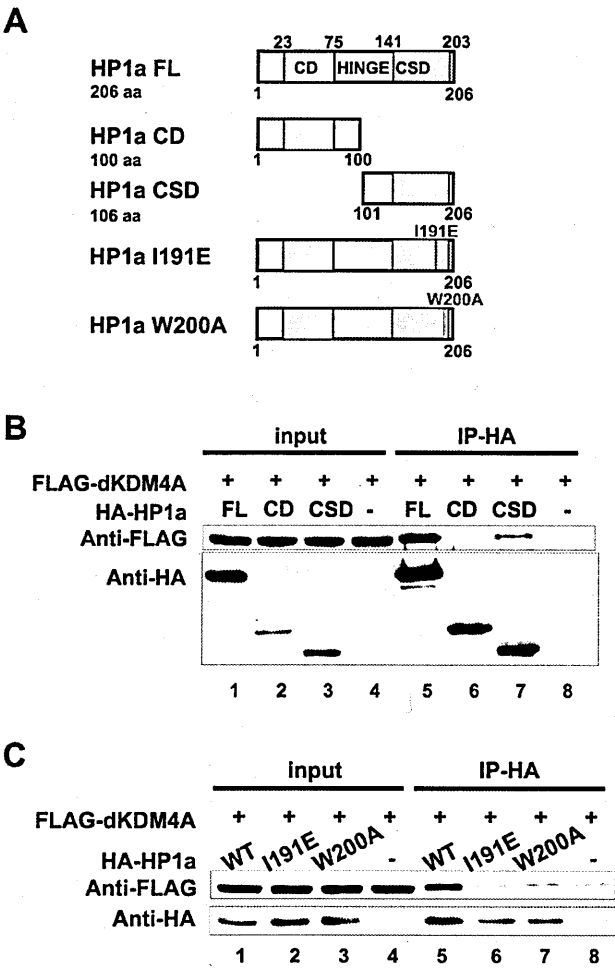 A
23 75 141 203
HP1a FL
CD HINGE CSD
206 aa
1 206
HP1a CD
100 aa
1 100
HP1a CSD
106 aa
101 206
I191E
HP1a I191E
1 206
W200A
HP1a W200A
1 206
B
input IP-HA
FLAG-dKDM4A + + + + + + + +
HA-HP1a FL CD CSD - FL CD CSD -
Anti-FLAG
Anti-HA
1 2 3 4 5 6 7 8
C
input IP-HA
FLAG-dKDM4A + + + + + + + +
HA-HP1a WT I191E W200A - WT I191E W200A -
Anti-FLAG
Anti-HA
1 2 3 4 5 6 7 8